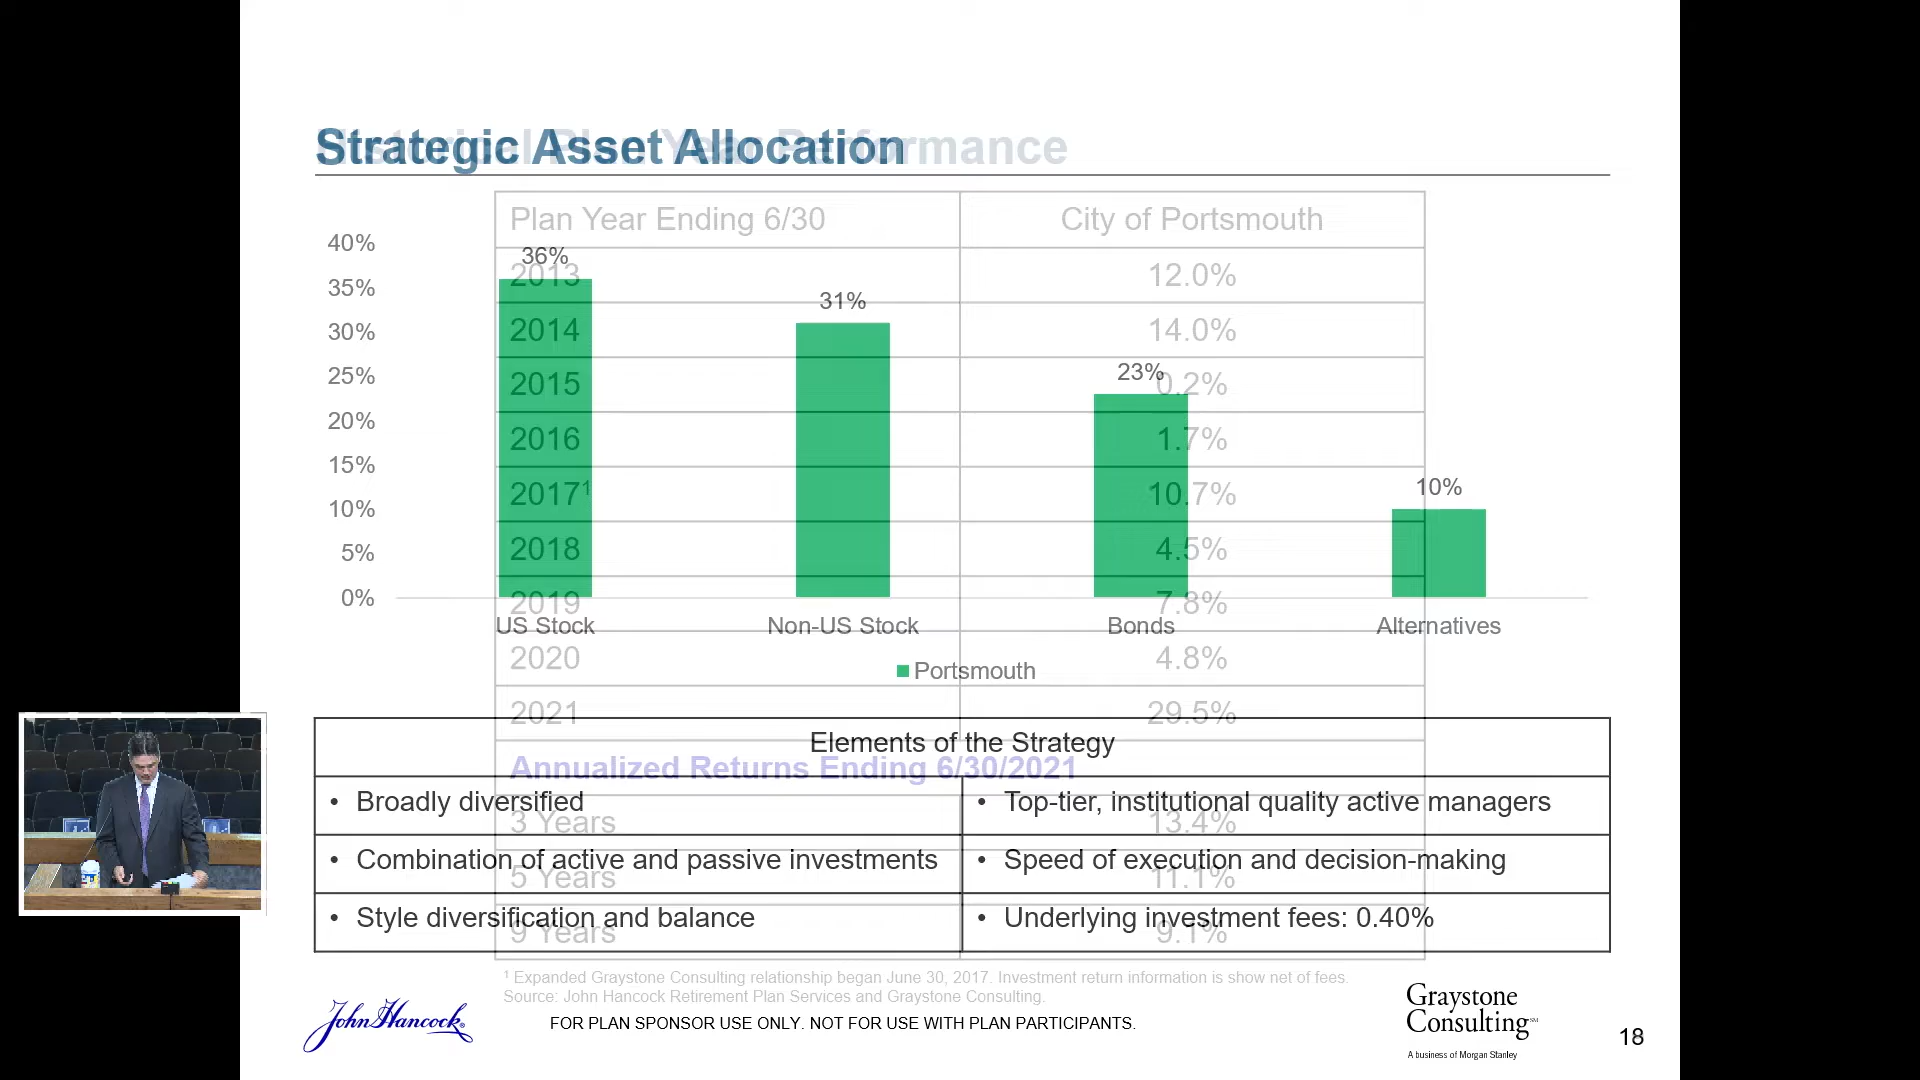 Strategic Asset Allocation
Historical Plan Year Performance
Plan Year Ending 6/30 City of Portsmouth
2013 12.0%
2014 14.0%
2015 0.2%
2016 1.7%
2017¹ 10.7%
2018 4.5%
2019 7.8%
2020 4.8%
2021 29.5%
Annualized Returns Ending 6/30/2021
3 Years 13.4%
5 Years 11.1%
9 Years 9.1%
¹ Expanded Graystone Consulting relationship began June 30, 2017. Investment return information is show net of fees.
Source: John Hancock Retirement Plan Services and Graystone Consulting.
40%
35%
30%
25%
20%
15%
10%
5%
0%
36%
31%
23%
10%
US Stock Non-US Stock Bonds Alternatives
Portsmouth
Elements of the Strategy
• Broadly diversified • Top-tier, institutional quality active managers
• Combination of active and passive investments • Speed of execution and decision-making
• Style diversification and balance • Underlying investment fees: 0.40%
John Hancock®
FOR PLAN SPONSOR USE ONLY. NOT FOR USE WITH PLAN PARTICIPANTS.
Graystone
Consulting℠
A business of Morgan Stanley
18